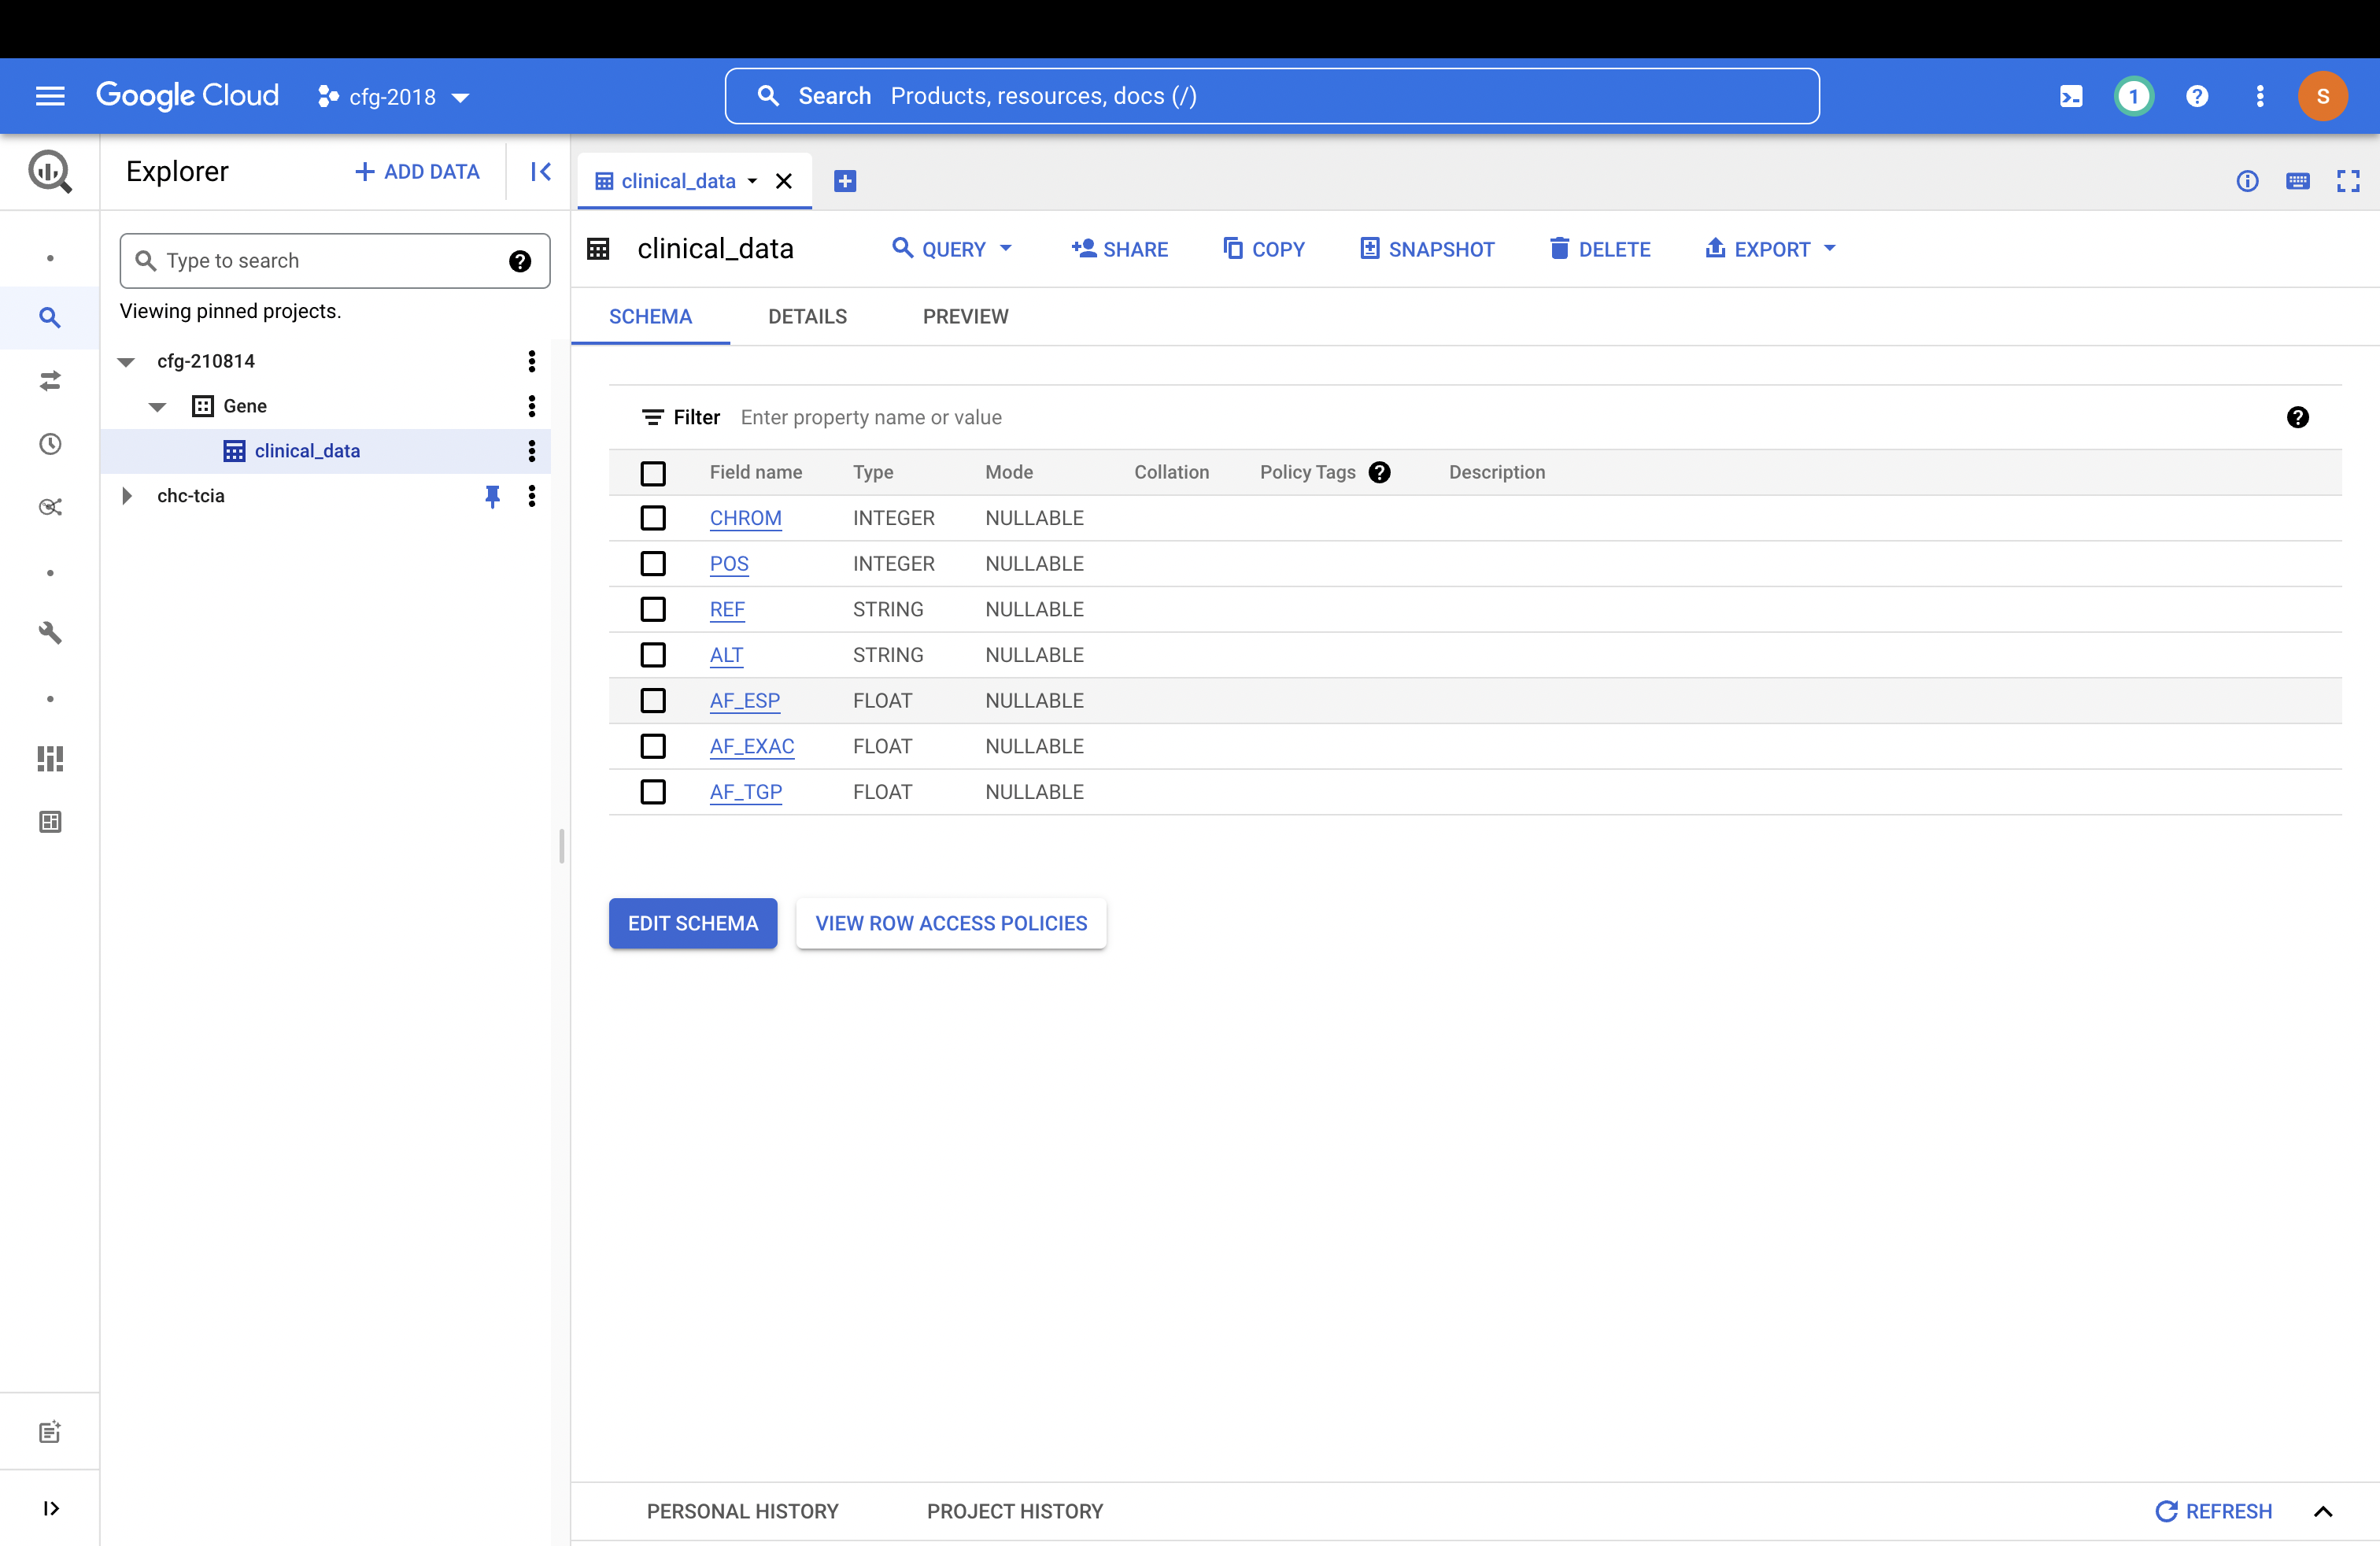 Google Cloud cfg-2018 Search Products, resources, docs (/) 1 S
Explorer ADD DATA
Type to search
Viewing pinned projects.
cfg-210814
Gene
clinical_data
chc-tcia
clinical_data
clinical_data QUERY SHARE COPY SNAPSHOT DELETE EXPORT
SCHEMA DETAILS PREVIEW
Filter Enter property name or value
Field name Type Mode Collation Policy Tags Description
CHROM INTEGER NULLABLE
POS INTEGER NULLABLE
REF STRING NULLABLE
ALT STRING NULLABLE
AF_ESP FLOAT NULLABLE
AF_EXAC FLOAT NULLABLE
AF_TGP FLOAT NULLABLE
EDIT SCHEMA VIEW ROW ACCESS POLICIES
PERSONAL HISTORY PROJECT HISTORY REFRESH